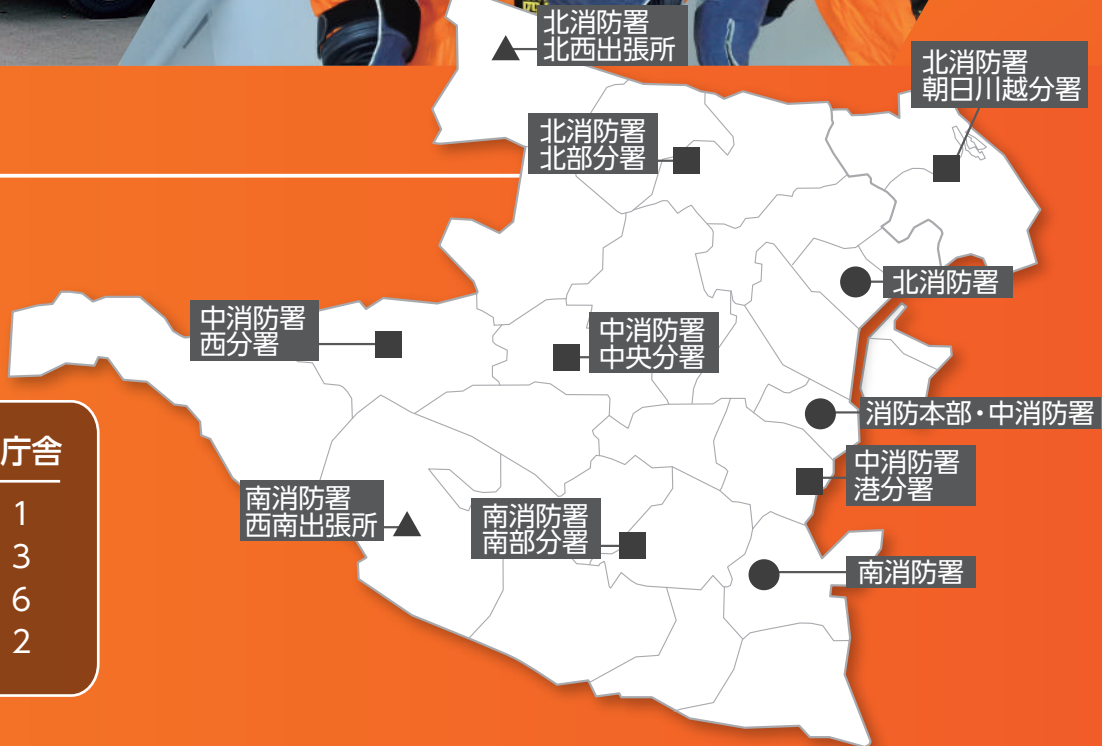 北消防署
北西出張所
北消防署
朝日川越分署
北消防署
北部分署
北消防署
中消防署
西分署
中消防署
中央分署
消防本部・中消防署
中消防署
港分署
南消防署
西南出張所
南消防署
南部分署
南消防署
庁舎
1
3
6
2